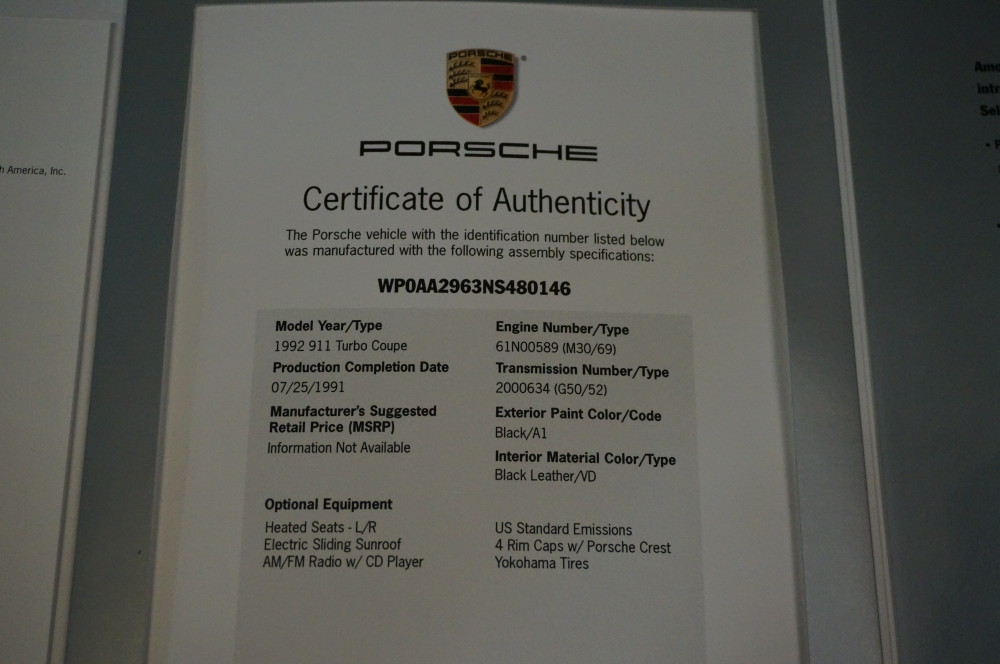 h America, Inc.
PORSCHE
PORSCHE
Certificate of Authenticity
The Porsche vehicle with the identification number listed below
was manufactured with the following assembly specifications:
WP0AA2963NS480146
Model Year/Type
1992 911 Turbo Coupe
Production Completion Date
07/25/1991
Manufacturer's Suggested
Retail Price (MSRP)
Information Not Available
Engine Number/Type
61N00589 (M30/69)
Transmission Number/Type
2000634 (G50/52)
Exterior Paint Color/Code
Black/A1
Interior Material Color/Type
Black Leather/VD
Optional Equipment
Heated Seats - L/R
Electric Sliding Sunroof
AM/FM Radio w/ CD Player
US Standard Emissions
4 Rim Caps w/ Porsche Crest
Yokohama Tires